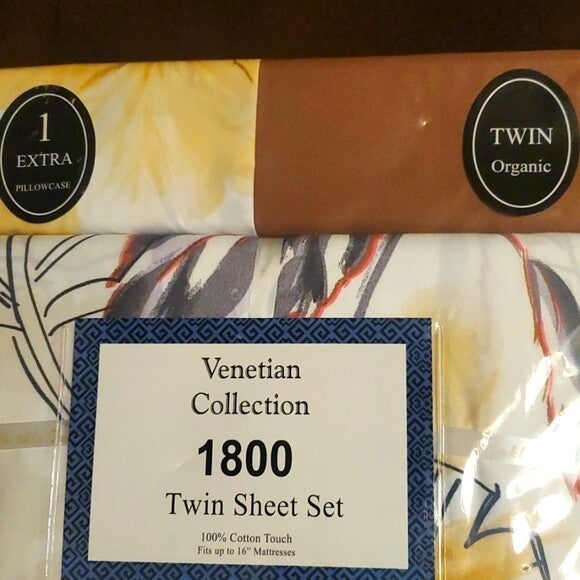 1
EXTRA
PILLOWCASE
TWIN
Organic
Venetian
Collection
1800
Twin Sheet Set
100% Cotton Touch
Fits up to 16" Mattresses